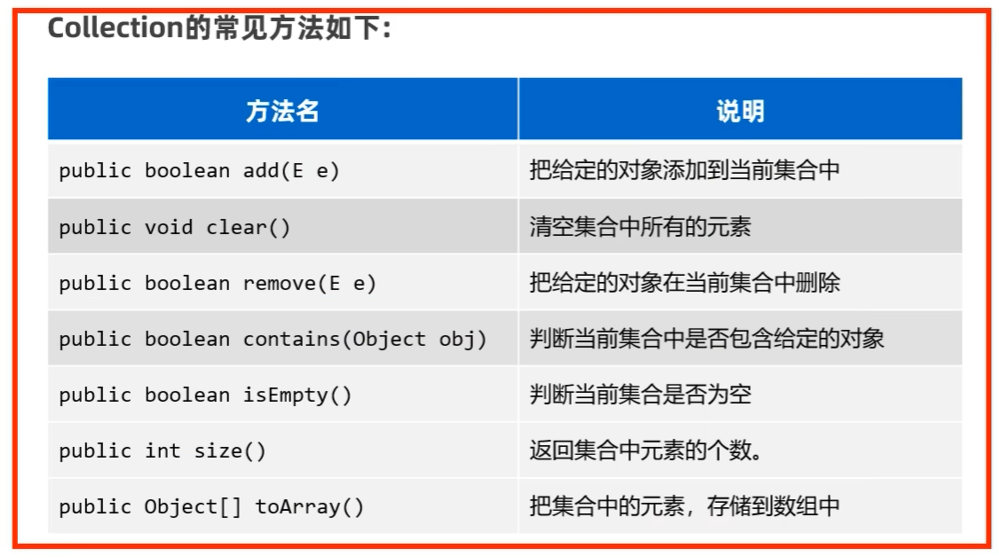 Collection的常见方法如下:
方法名 说明
public boolean add(E e) 把给定的对象添加到当前集合中
public void clear() 清空集合中所有的元素
public boolean remove(E e) 把给定的对象在当前集合中删除
public boolean contains(Object obj) 判断当前集合中是否包含给定的对象
public boolean isEmpty() 判断当前集合是否为空
public int size() 返回集合中元素的个数。
public Object[] toArray() 把集合中的元素，存储到数组中